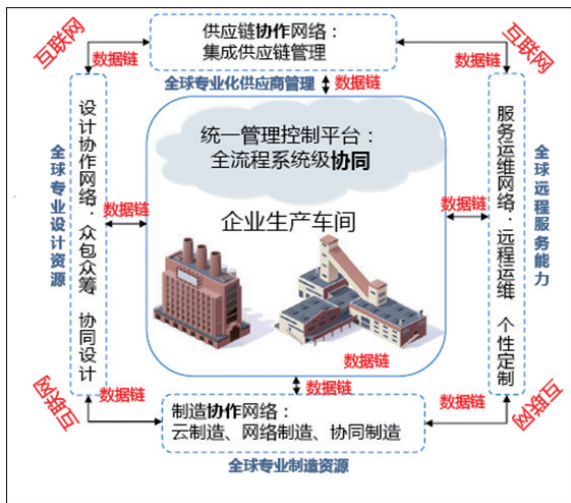 互联网
供应链协作网络：
集成供应链管理
互联网
数据链
数据链
全球专业化供应商管理
数据链
统一管理控制平台：
全流程系统级协同
企业生产车间
全球专业设计资源
设计协作网络：众包众筹 协同设计
数据链
数据链
服务运维网络：远程运维 个性定制
全球远程服务能力
数据链
数据链
数据链
数据链
互联网
制造协作网络：
云制造、网络制造、协同制造
互联网
全球专业制造资源